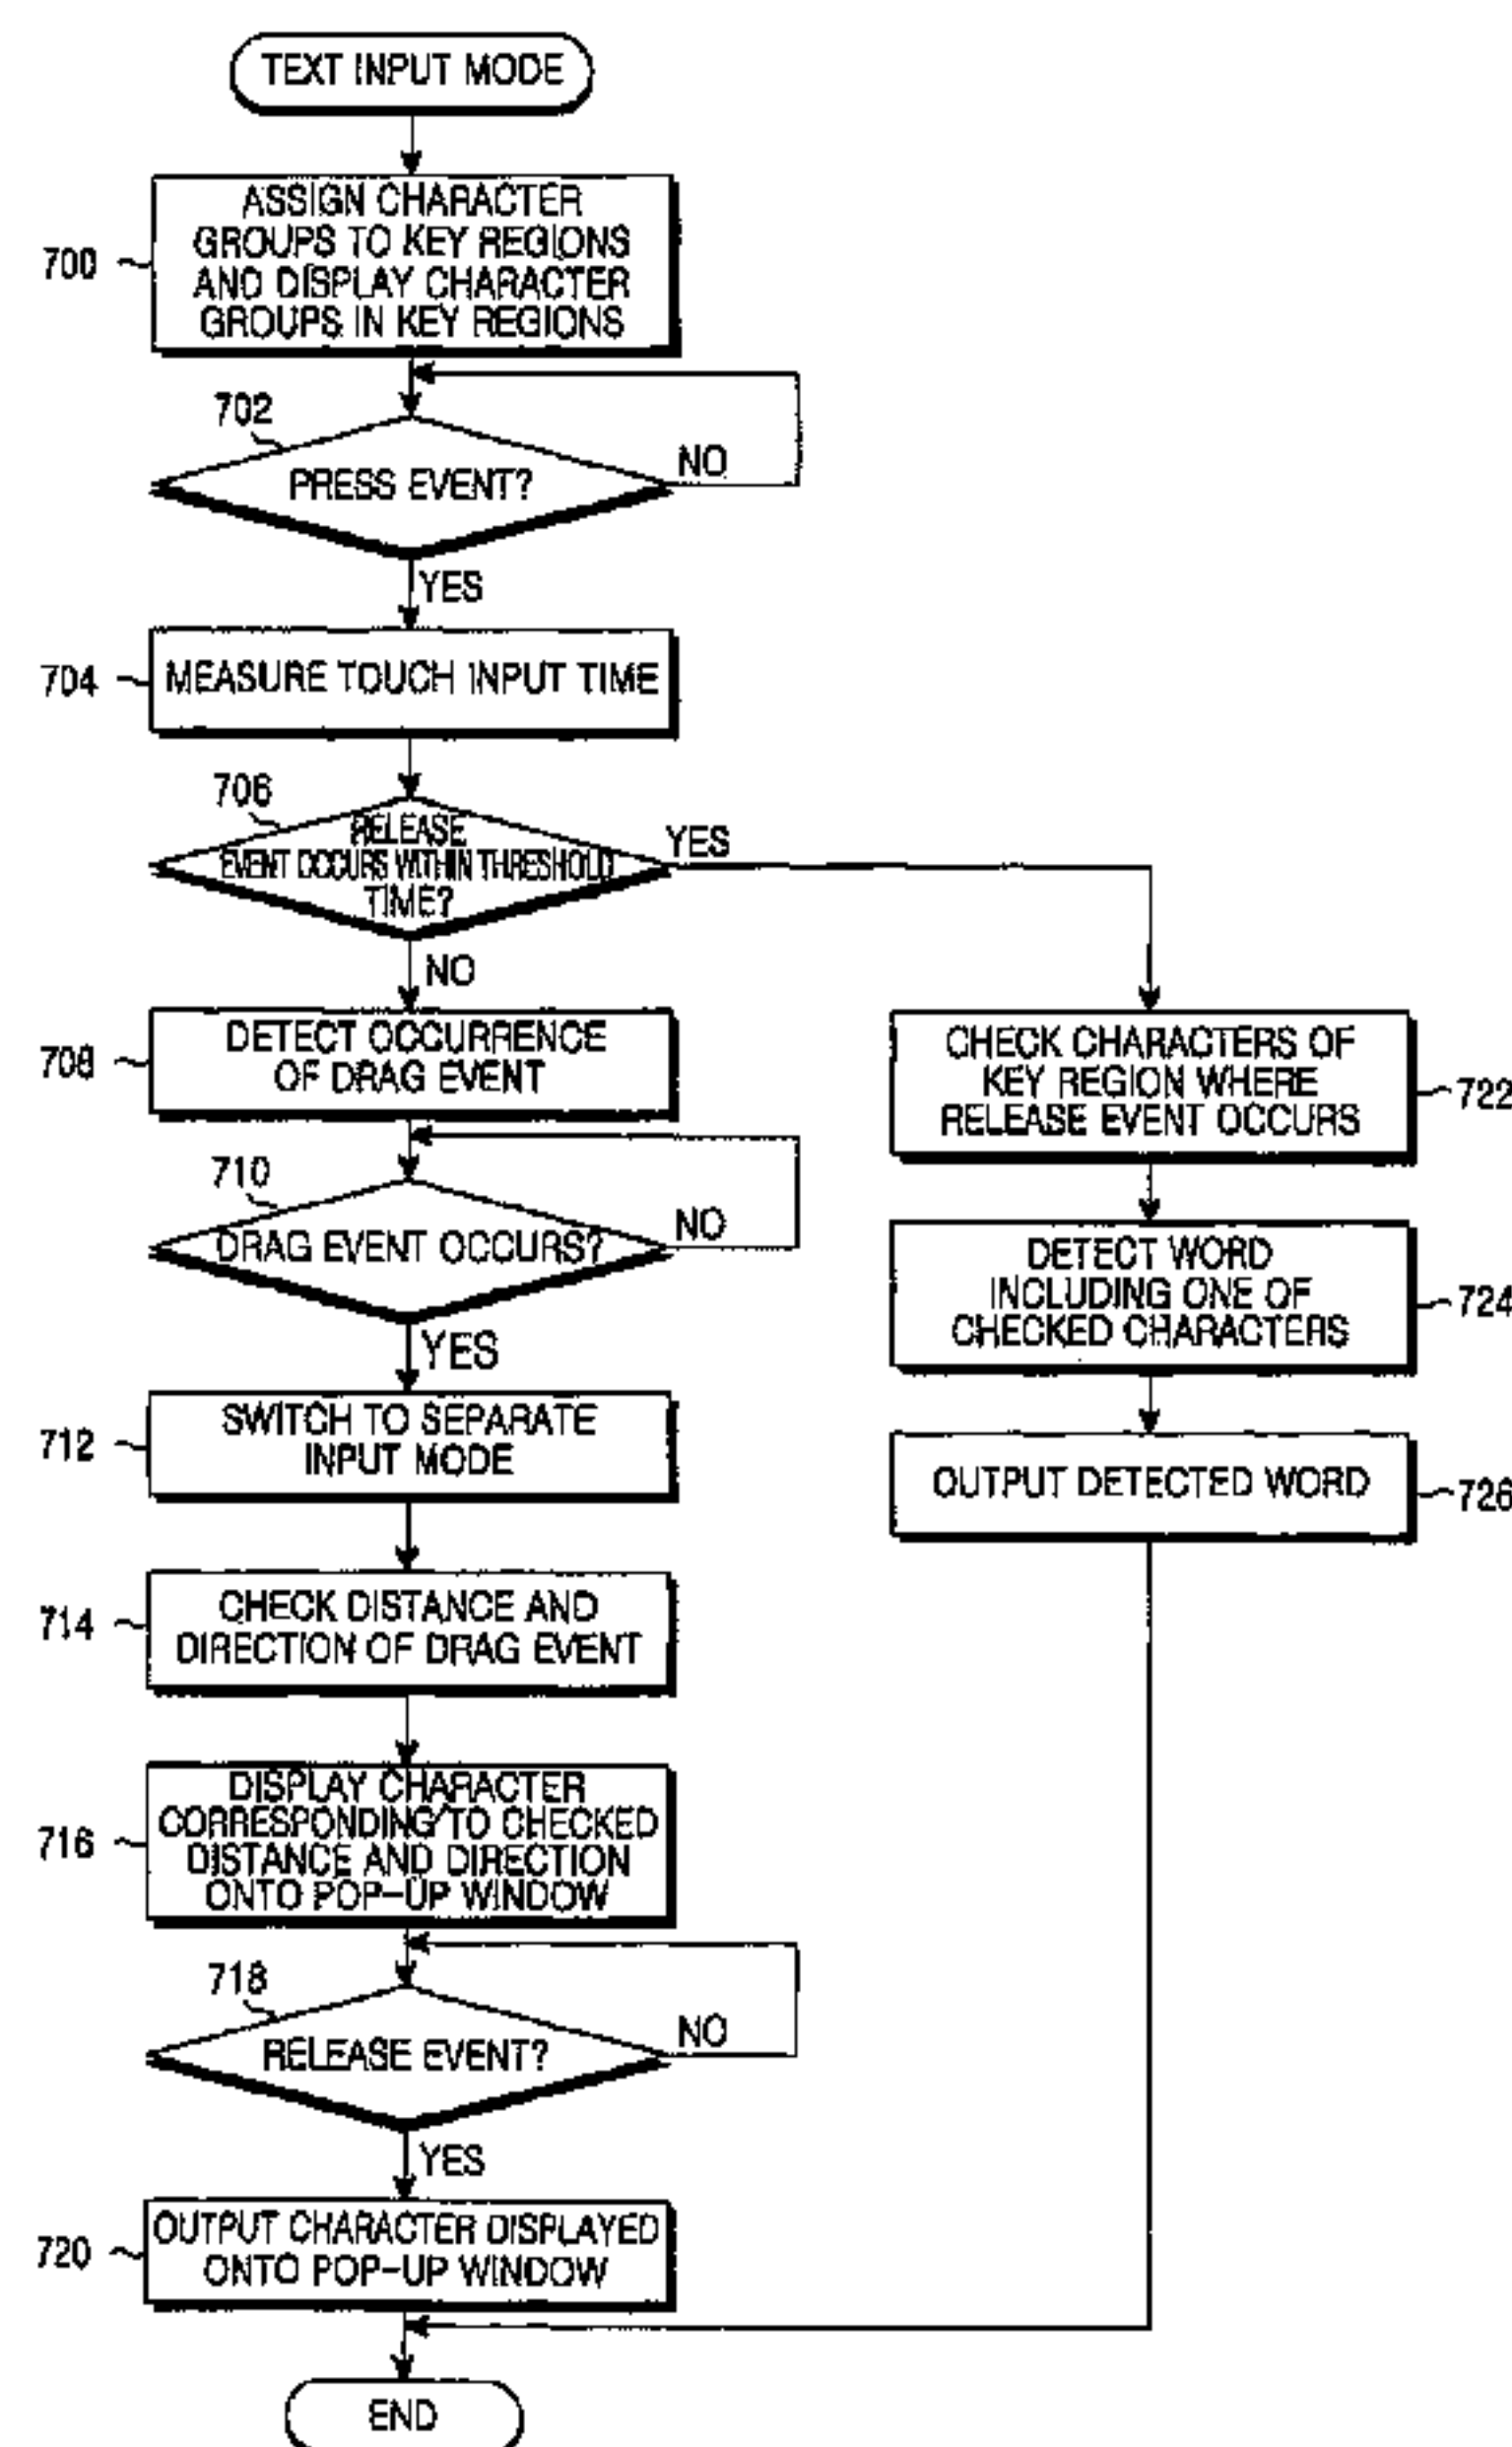 TEXT INPUT MODE
700
ASSIGN CHARACTER
GROUPS TO KEY REGIONS
AND DISPLAY CHARACTER
GROUPS IN KEY REGIONS
702
PRESS EVENT?
NO
YES
704
MEASURE TOUCH INPUT TIME
706
RELEASE
EVENT OCCURS WITHIN THRESHOLD
TIME?
YES
NO
708
DETECT OCCURRENCE
OF DRAG EVENT
710
DRAG EVENT OCCURS?
NO
YES
712
SWITCH TO SEPARATE
INPUT MODE
714
CHECK DISTANCE AND
DIRECTION OF DRAG EVENT
716
DISPLAY CHARACTER
CORRESPONDING TO CHECKED
DISTANCE AND DIRECTION
ONTO POP-UP WINDOW
718
RELEASE EVENT?
NO
YES
720
OUTPUT CHARACTER DISPLAYED
ONTO POP-UP WINDOW
END
CHECK CHARACTERS OF
KEY REGION WHERE
RELEASE EVENT OCCURS
722
DETECT WORD
INCLUDING ONE OF
CHECKED CHARACTERS
724
OUTPUT DETECTED WORD
726